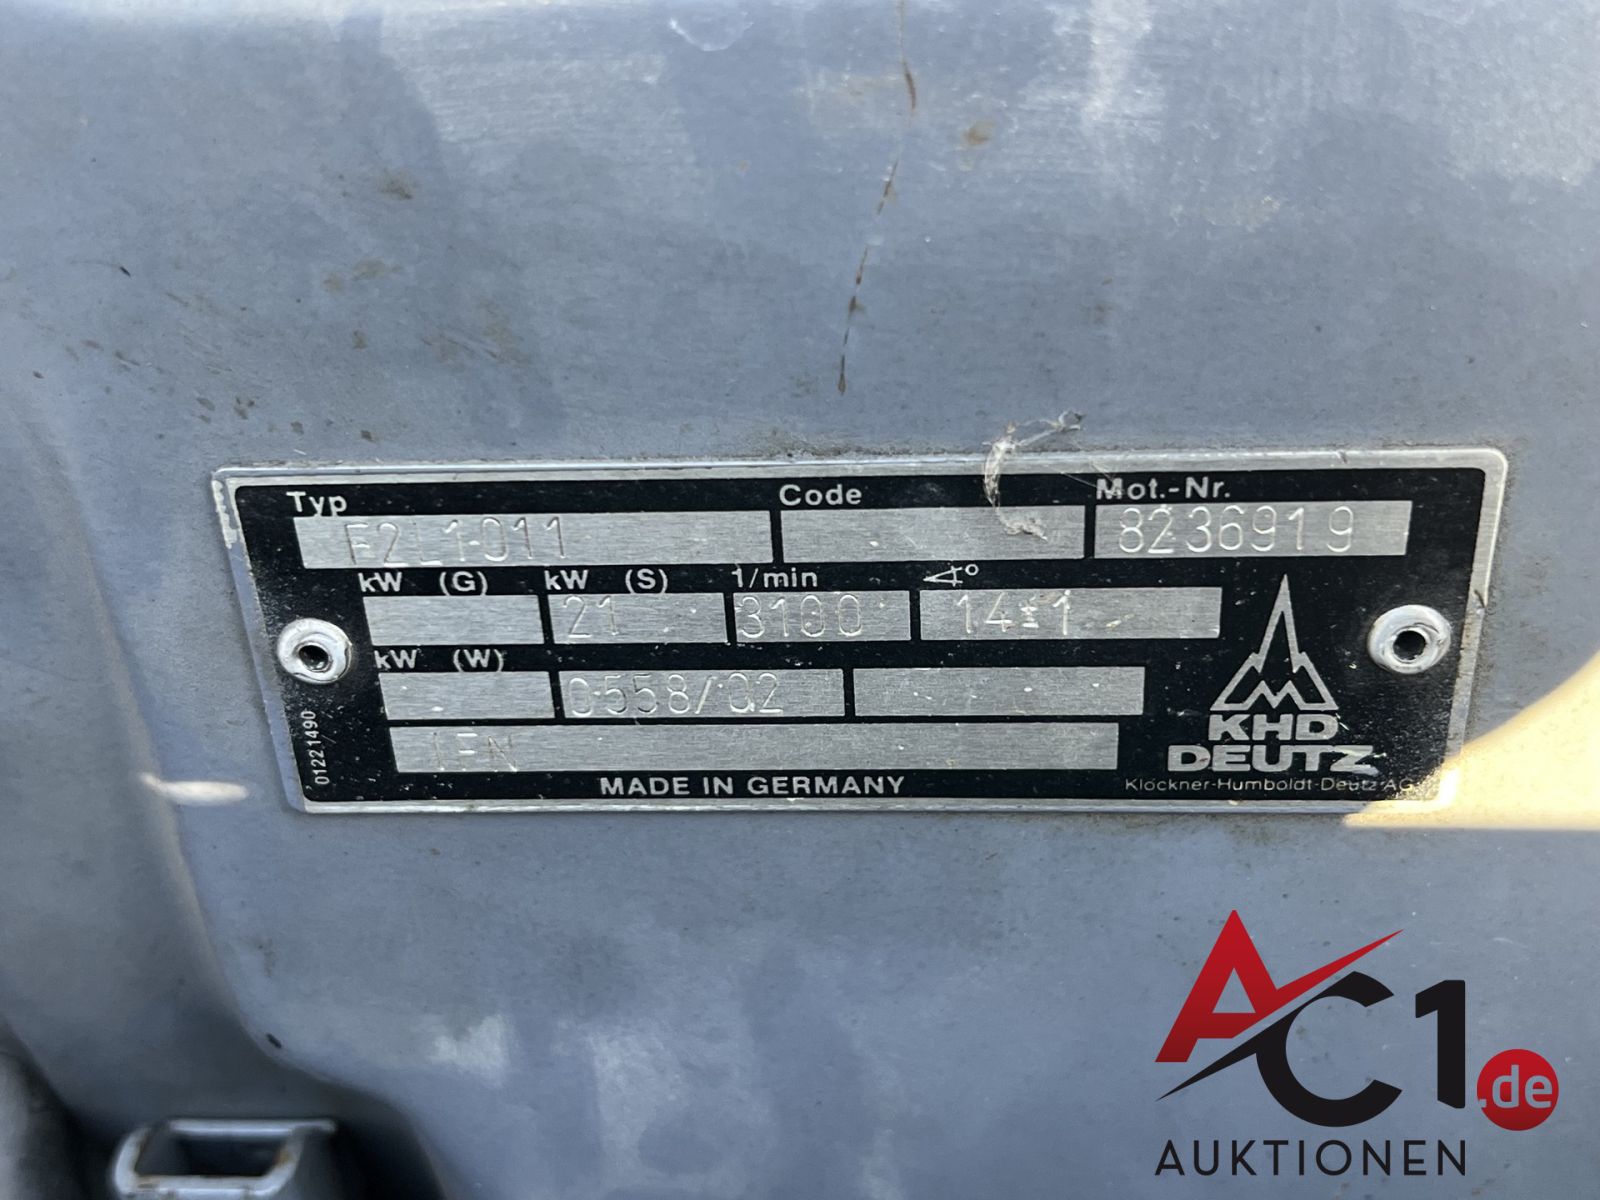 Typ Code Mot.-Nr.
F2L1011 8236919
kW (G) kW (S) 1/min ∢°
21 3100 14±1
kW (W)
0558/02
IFN
01221490
KHD
DEUTZ
MADE IN GERMANY
Klöckner-Humboldt-Deutz AG
AC1.de
AUKTIONEN